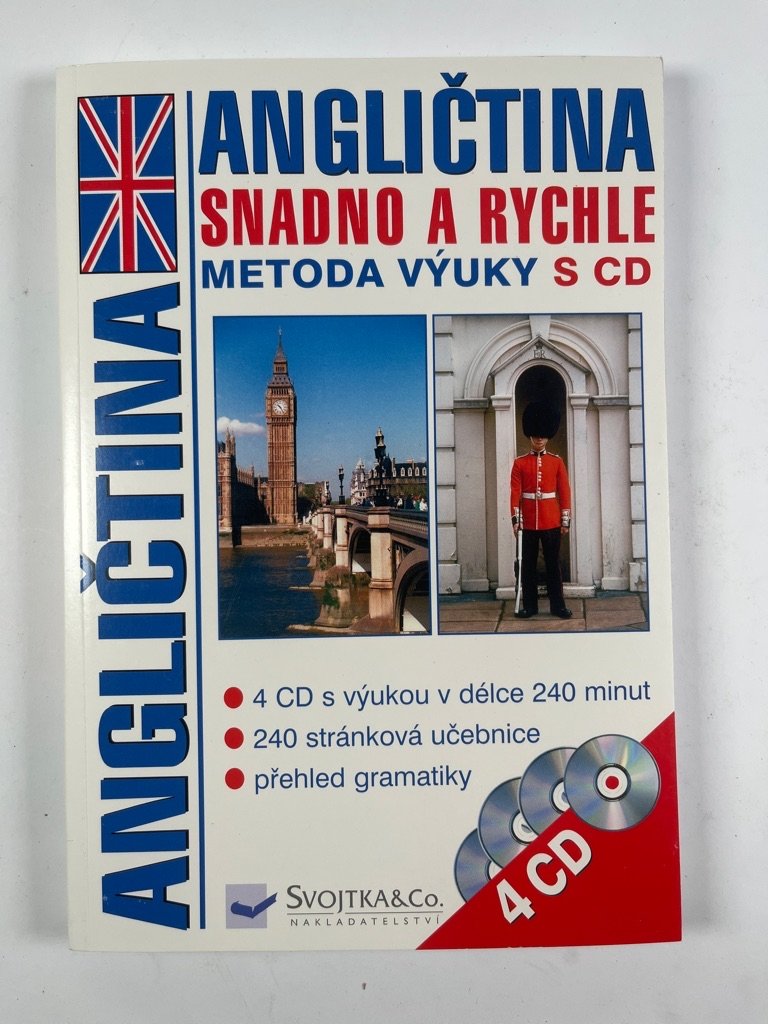 ANGLIČTINA
ANGLIČTINA
SNADNO A RYCHLE
METODA VÝUKY S CD
4 CD s výukou v délce 240 minut
240 stránková učebnice
přehled gramatiky
4 CD
SVOJTKA&CO.
NAKLADATELSTVÍ